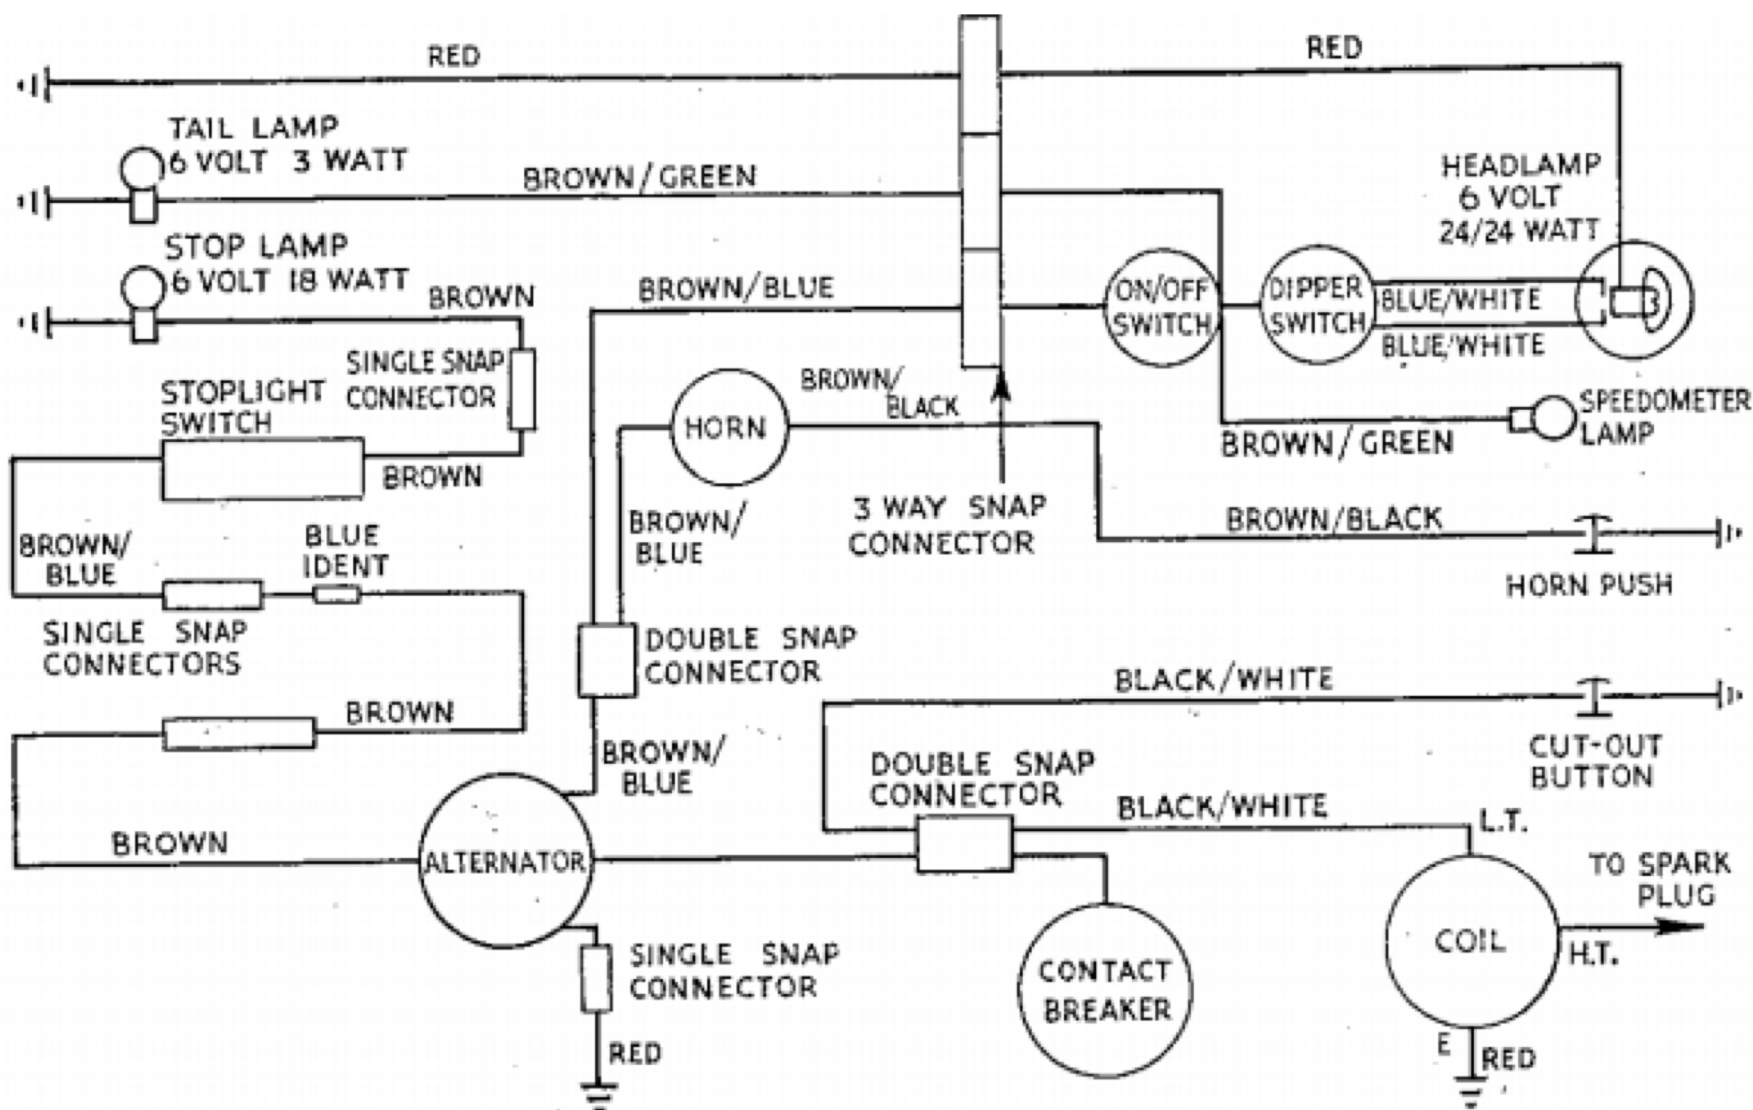 RED
RED
TAIL LAMP
6 VOLT 3 WATT
BROWN/GREEN
HEADLAMP
6 VOLT
24/24 WATT
STOP LAMP
6 VOLT 18 WATT
BROWN
BROWN/BLUE
ON/OFF
SWITCH
DIPPER
SWITCH
BLUE/WHITE
BLUE/WHITE
SINGLE SNAP
CONNECTOR
STOPLIGHT
SWITCH
BROWN
HORN
BROWN/
BLACK
SPEEDOMETER
LAMP
BROWN/GREEN
3 WAY SNAP
CONNECTOR
BROWN/BLACK
HORN PUSH
BROWN/
BLUE
BLUE
IDENT
BROWN/
BLUE
SINGLE SNAP
CONNECTORS
DOUBLE SNAP
CONNECTOR
BROWN
BROWN/
BLUE
BLACK/WHITE
CUT-OUT
BUTTON
DOUBLE SNAP
CONNECTOR
BLACK/WHITE
L.T.
BROWN
ALTERNATOR
TO SPARK
PLUG
COIL
H.T.
SINGLE SNAP
CONNECTOR
CONTACT
BREAKER
RED
E
RED